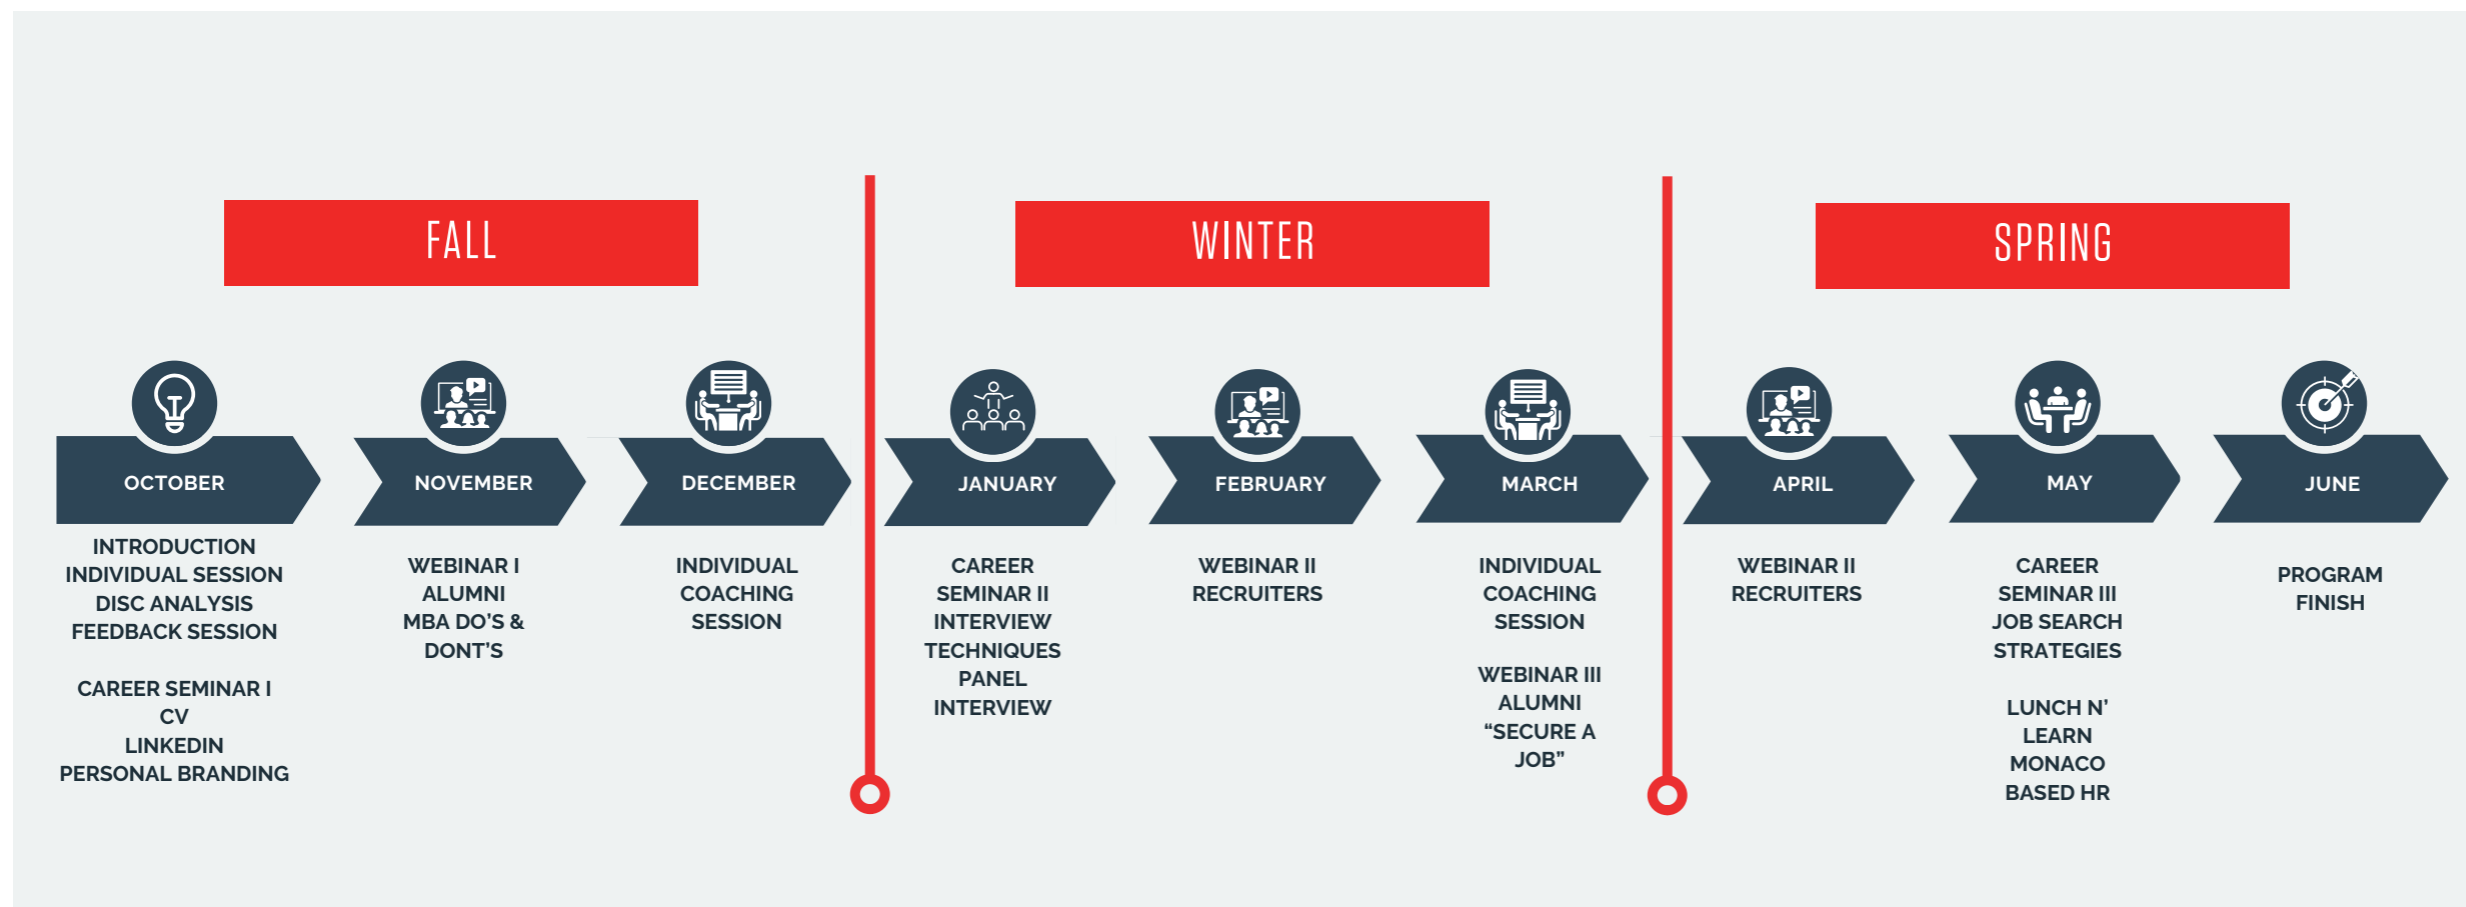 FALL
WINTER
SPRING
OCTOBER
INTRODUCTION
INDIVIDUAL SESSION
DISC ANALYSIS
FEEDBACK SESSION
CAREER SEMINAR I
CV
LINKEDIN
PERSONAL BRANDING
NOVEMBER
WEBINAR I
ALUMNI
MBA DO'S &
DONT'S
DECEMBER
INDIVIDUAL
COACHING
SESSION
JANUARY
CAREER
SEMINAR II
INTERVIEW
TECHNIQUES
PANEL
INTERVIEW
FEBRUARY
WEBINAR II
RECRUITERS
MARCH
INDIVIDUAL
COACHING
SESSION
WEBINAR III
ALUMNI
“SECURE A
JOB”
APRIL
WEBINAR II
RECRUITERS
MAY
CAREER
SEMINAR III
JOB SEARCH
STRATEGIES
LUNCH N’
LEARN
MONACO
BASED HR
JUNE
PROGRAM
FINISH